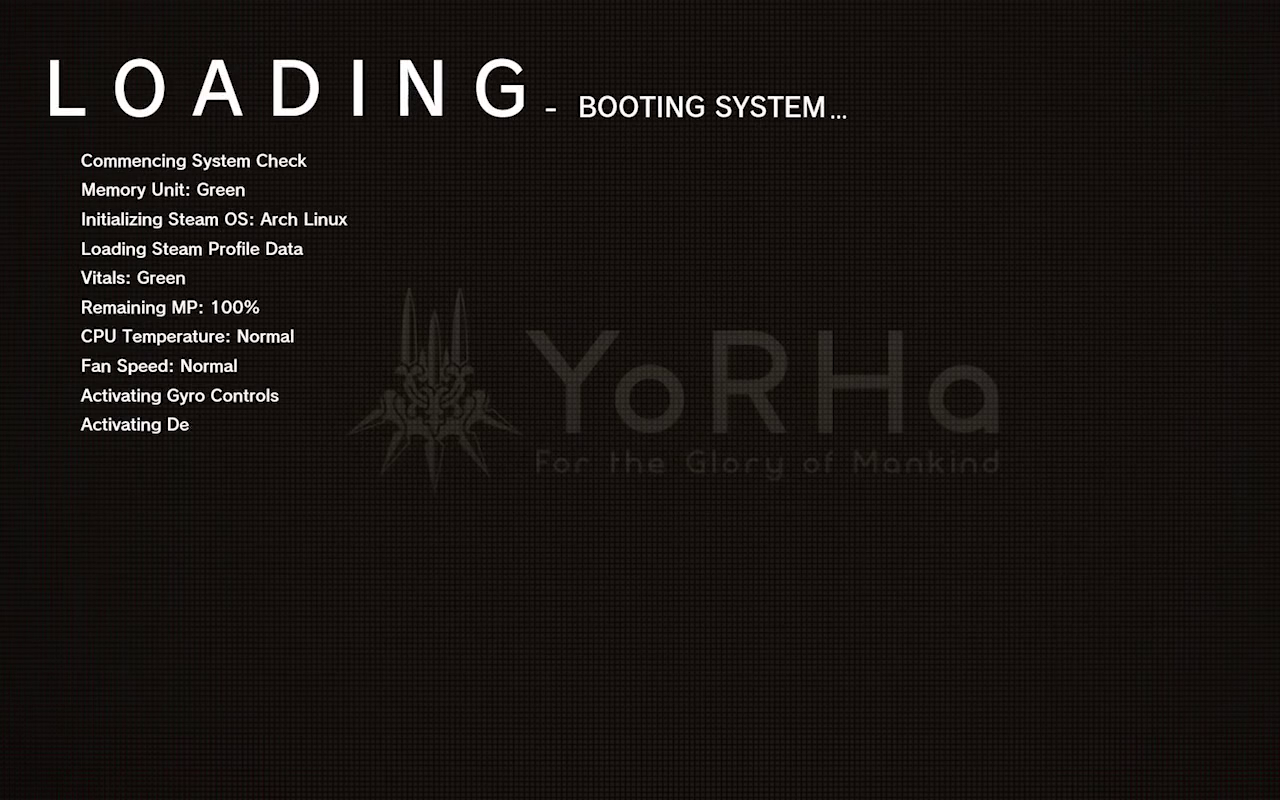 LOADING - BOOTING SYSTEM...
Commencing System Check
Memory Unit: Green
Initializing Steam OS: Arch Linux
Loading Steam Profile Data
Vitals: Green
Remaining MP: 100%
CPU Temperature: Normal
Fan Speed: Normal
Activating Gyro Controls
Activating De
YoRHa
For the Glory of Mankind